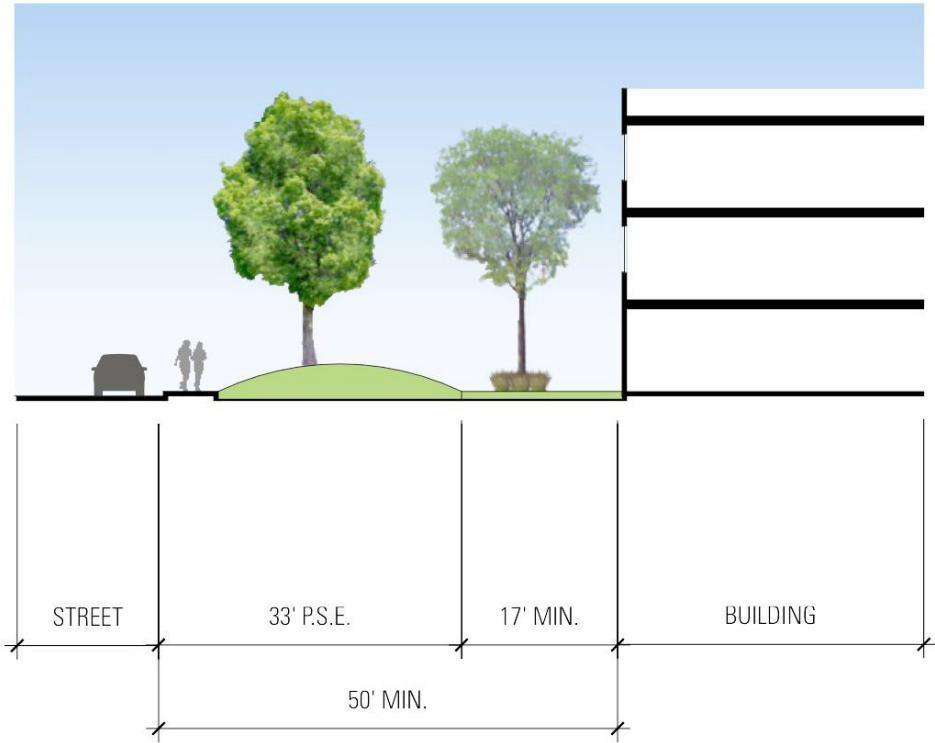 STREET
33' P.S.E.
17' MIN.
BUILDING
50' MIN.